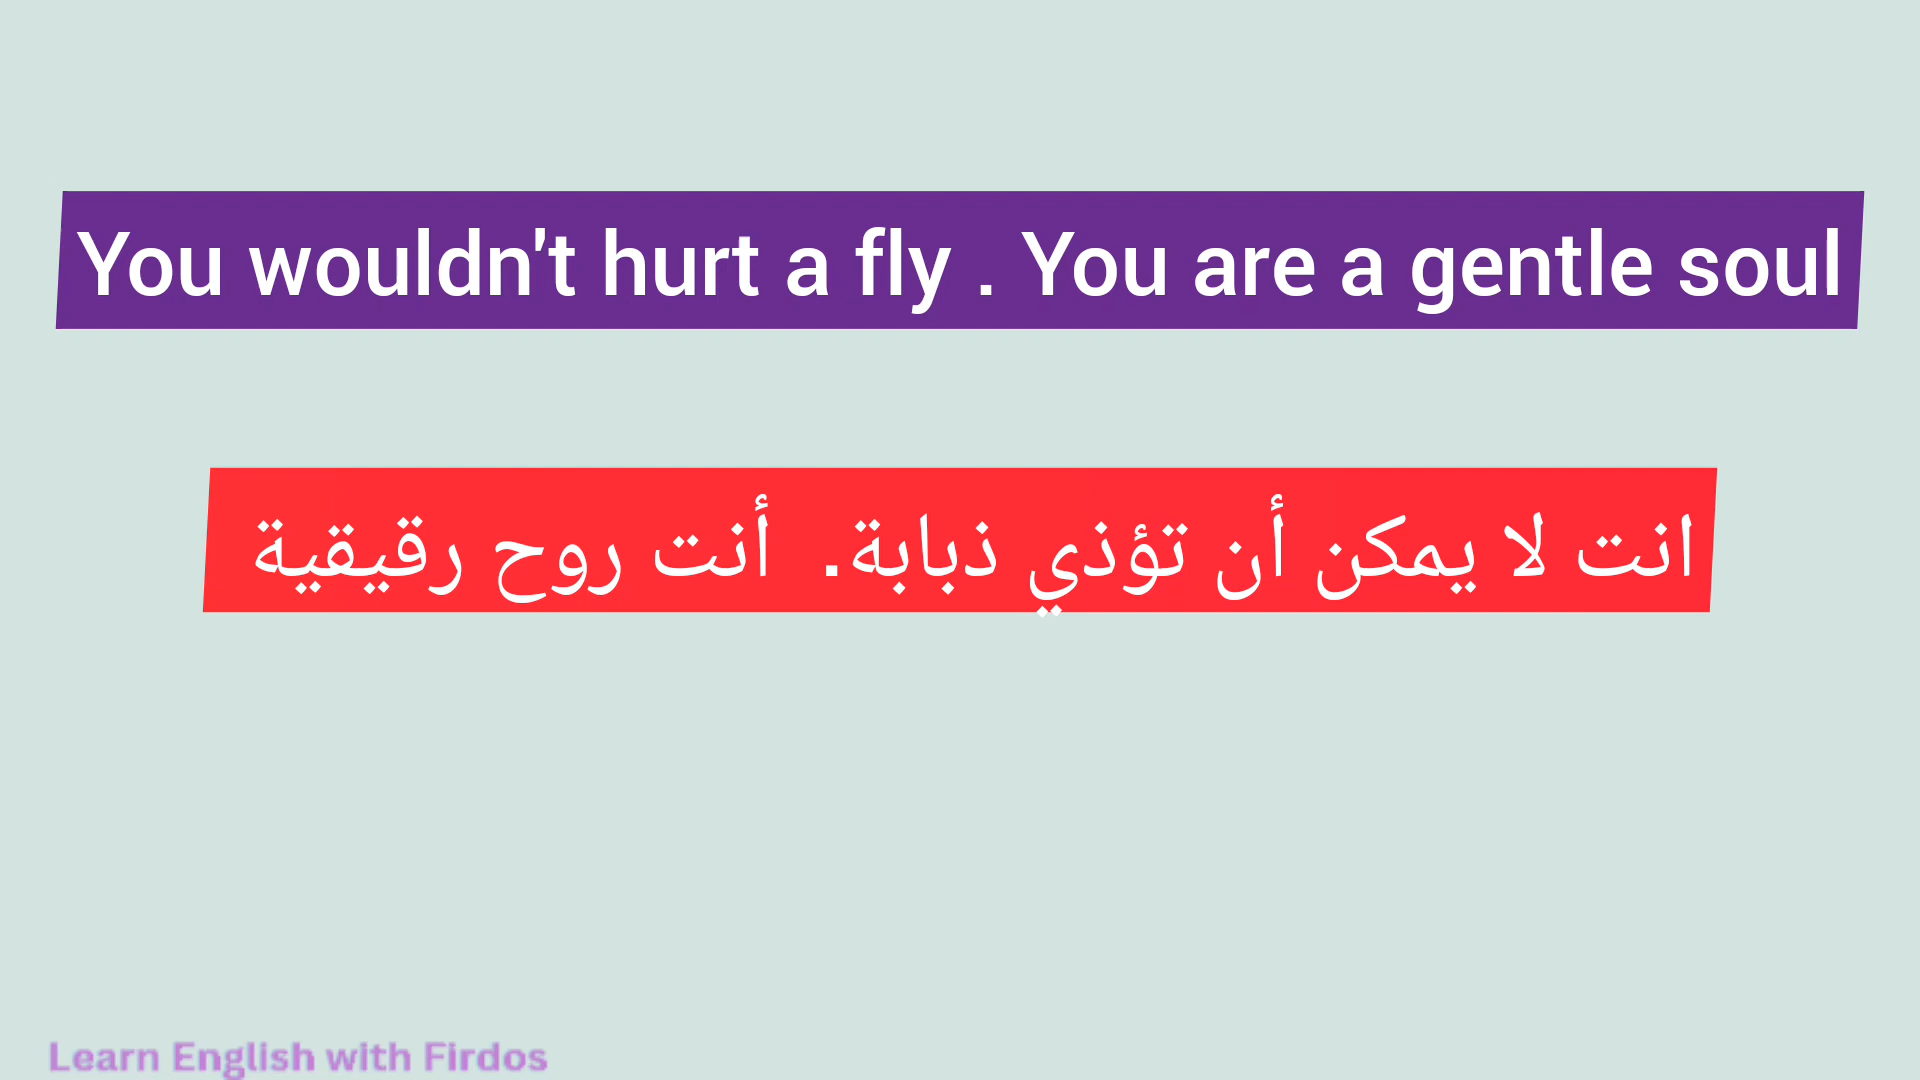 You wouldn't hurt a fly . You are a gentle soul
انت لا يمكن أن تؤذي ذبابة. أنت روح رقيقية
Learn English with Firdos